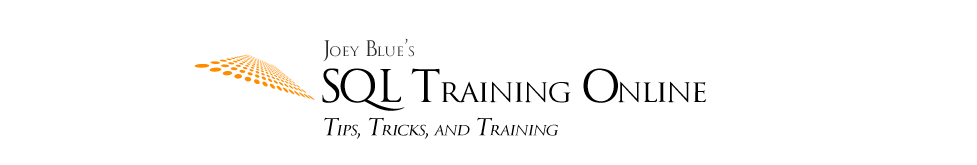 Joey Blue's
SQL Training Online
Tips, Tricks, and Training